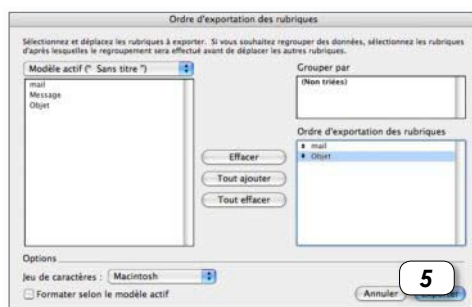 Ordre d'exportation des rubriques
Sélectionnez et déplacez les rubriques à exporter. Si vous souhaitez regrouper des données, sélectionnez les rubriques
d'après lesquelles le regroupement sera effectué avant de déplacer les autres rubriques.
Modèle actif (" Sans titre ")
mail
Message
Objet
Grouper par
(Non triées)
Effacer
Tout ajouter
Tout effacer
Ordre d'exportation des rubriques
mail
Objet
Options
Jeu de caractères : Macintosh
Formater selon le modèle actif
Annuler
5